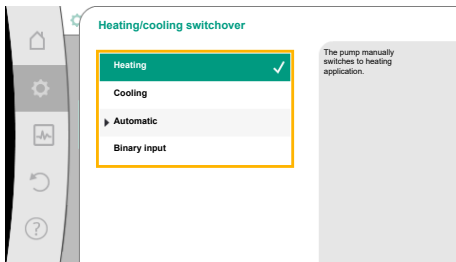 Heating/cooling switchover
Heating
Cooling
Automatic
Binary input
The pump manually
switches to heating
application.
?